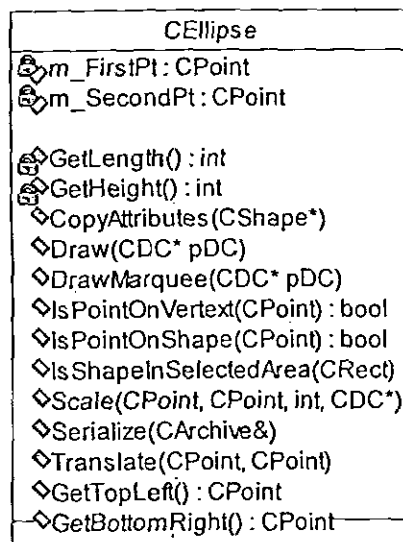 CEllipse
m_FirstPt : CPoint
m_SecondPt : CPoint
GetLength() : int
GetHeight() : int
CopyAttributes(CShape*)
Draw(CDC* pDC)
DrawMarquee(CDC* pDC)
IsPointOnVertext(CPoint) : bool
IsPointOnShape(CPoint) : bool
IsShapeInSelectedArea(CRect)
Scale(CPoint, CPoint, int, CDC*)
Serialize(CArchive&)
Translate(CPoint, CPoint)
GetTopLeft() : CPoint
GetBottomRight() : CPoint